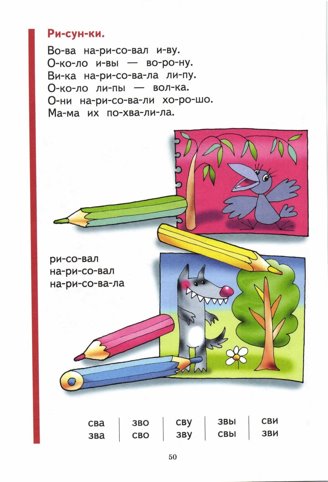 Ри-сун-ки.
Во-ва на-ри-со-вал и-ву.
О-ко-ло и-вы — во-ро-ну.
Ви-ка на-ри-со-ва-ла ли-пу.
О-ко-ло ли-пы — вол-ка.
О-ни на-ри-со-ва-ли хо-ро-шо.
Ма-ма их по-хва-ли-ла.
ри-со-вал
на-ри-со-вал
на-ри-со-ва-ла
сва зво сву звы сви
зва сво зву свы зви
50